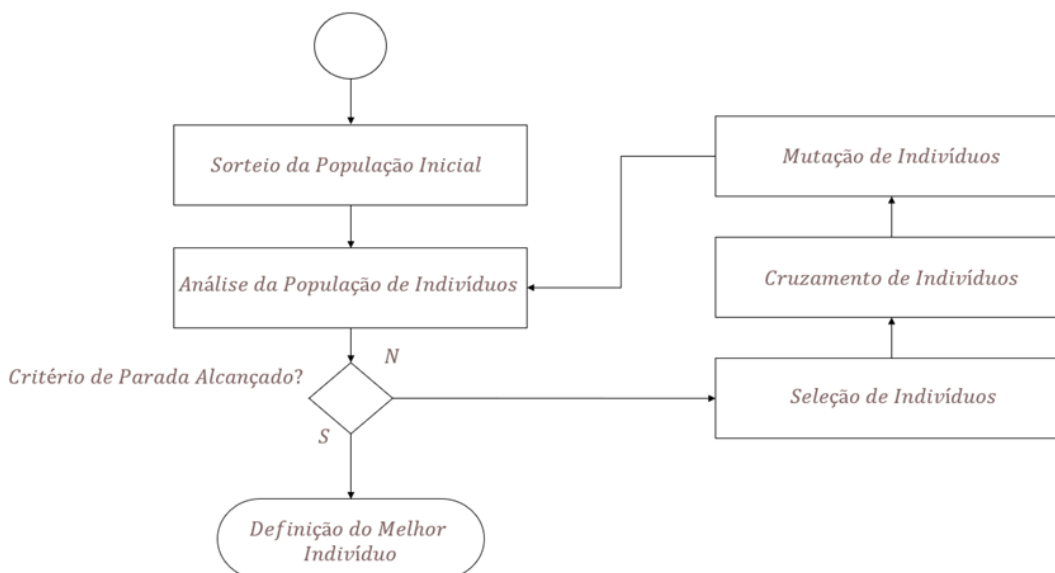 Sorteio da População Inicial
Análise da População de Indivíduos
Critério de Parada Alcançado?
N
S
Definição do Melhor
Indivíduo
Seleção de Indivíduos
Cruzamento de Indivíduos
Mutação de Indivíduos